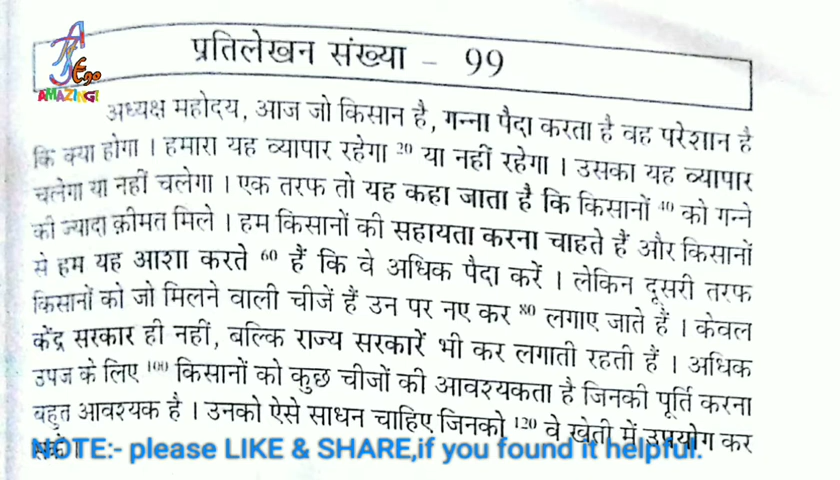 प्रतिलेखन संख्या – 99
AMAZING!
अध्यक्ष महोदय, आज जो किसान है, गन्ना पैदा करता है वह परेशान है
कि क्या होगा । हमारा यह व्यापार रहेगा 20 या नहीं रहेगा । उसका यह व्यापार
चलेगा या नहीं चलेगा । एक तरफ तो यह कहा जाता है कि किसानों 40 को गन्ने
की ज्यादा क़ीमत मिले । हम किसानों की सहायता करना चाहते हैं और किसानों
से हम यह आशा करते 60 हैं कि वे अधिक पैदा करें । लेकिन दूसरी तरफ
किसानों को जो मिलने वाली चीजें हैं उन पर नए कर 80 लगाए जाते हैं । केवल
केंद्र सरकार ही नहीं, बल्कि राज्य सरकारें भी कर लगाती रहती हैं । अधिक
उपज के लिए 100 किसानों को कुछ चीजों की आवश्यकता है जिनकी पूर्ति करना
बहुत आवश्यक है । उनको ऐसे साधन चाहिए जिनको 120 वे खेती में उपयोग कर
NOTE:- please LIKE & SHARE,if you found it helpful.